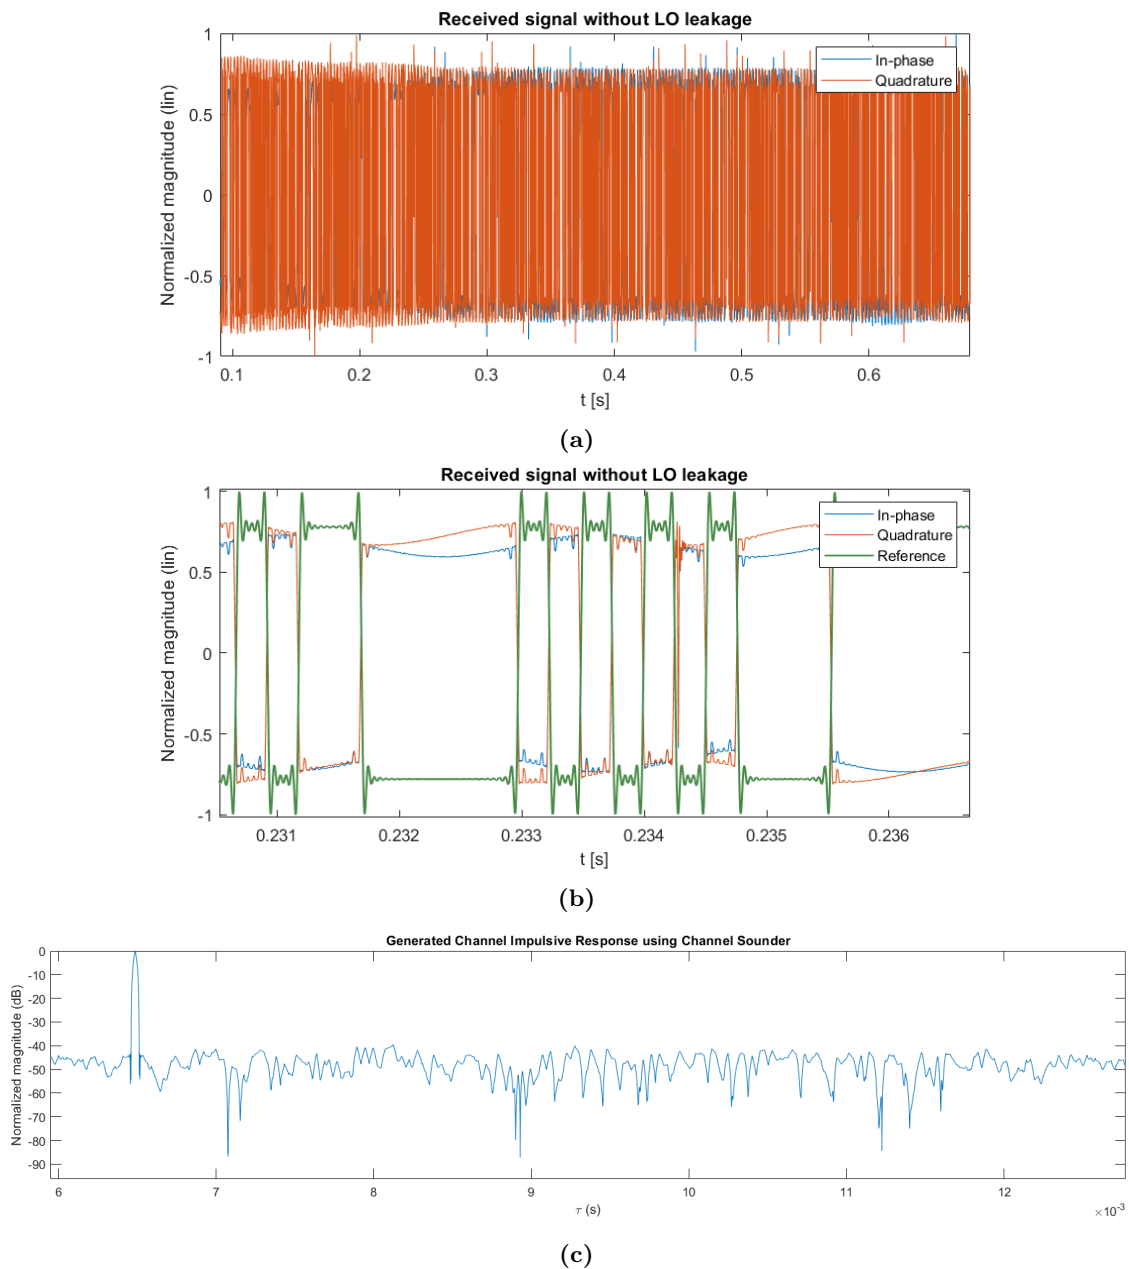 Received signal without LO leakage
Normalized magnitude (lin)
1
0.5
0
-0.5
-1
In-phase
Quadrature
0.1 0.2 0.3 0.4 0.5 0.6
t [s]
(a)
Received signal without LO leakage
Normalized magnitude (lin)
1
0.5
0
-0.5
-1
In-phase
Quadrature
Reference
0.231 0.232 0.233 0.234 0.235 0.236
t [s]
(b)
Generated Channel Impulsive Response using Channel Sounder
Normalized magnitude (dB)
0
-10
-20
-30
-40
-50
-60
-70
-80
-90
6 7 8 9 10 11 12
τ (s)
×10⁻³
(c)